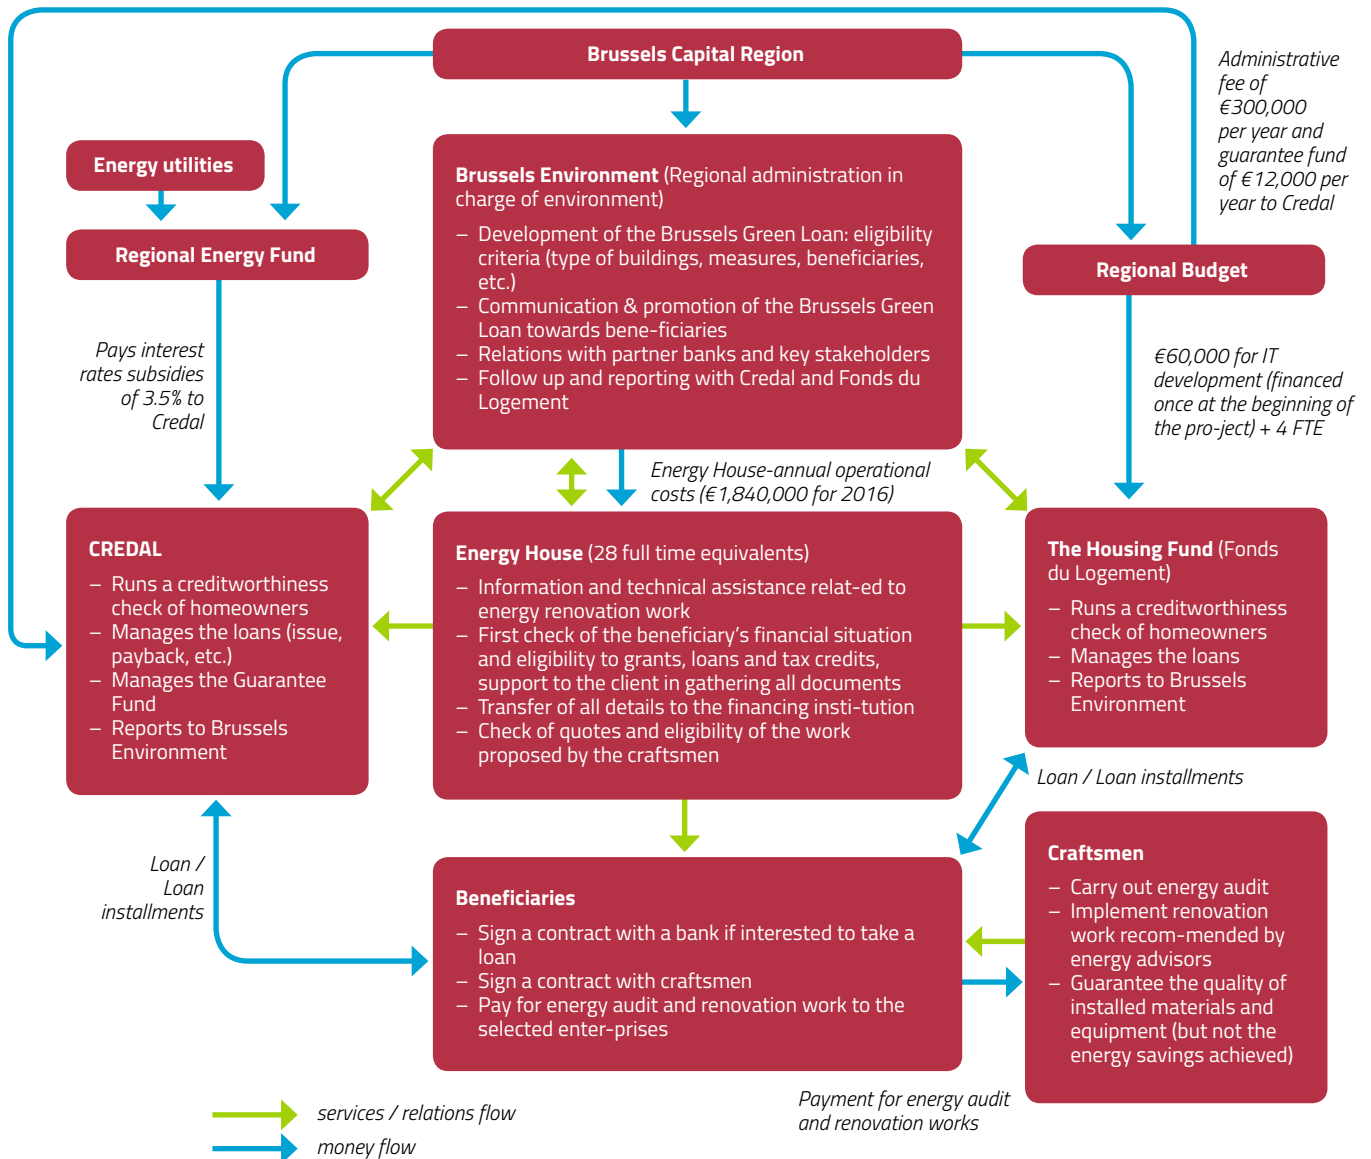 Brussels Capital Region
Administrative
fee of
€300,000
per year and
guarantee fund
of €12,000 per
year to Credal
Energy utilities
Regional Energy Fund
Brussels Environment (Regional administration in
charge of environment)
– Development of the Brussels Green Loan: eligibility
criteria (type of buildings, measures, beneficiaries,
etc.)
– Communication & promotion of the Brussels Green
Loan towards bene-ficiaries
– Relations with partner banks and key stakeholders
– Follow up and reporting with Credal and Fonds du
Logement
Regional Budget
Pays interest
rates subsidies
of 3.5% to
Credal
€60,000 for IT
development (financed
once at the beginning of
the pro-ject) + 4 FTE
Energy House-annual operational
costs (€1,840,000 for 2016)
CREDAL
– Runs a creditworthiness
check of homeowners
– Manages the loans (issue,
payback, etc.)
– Manages the Guarantee
Fund
– Reports to Brussels
Environment
Energy House (28 full time equivalents)
– Information and technical assistance relat-ed to
energy renovation work
– First check of the beneficiary’s financial situation
and eligibility to grants, loans and tax credits,
support to the client in gathering all documents
– Transfer of all details to the financing insti-tution
– Check of quotes and eligibility of the work
proposed by the craftsmen
The Housing Fund (Fonds
du Logement)
– Runs a creditworthiness
check of homeowners
– Manages the loans
– Reports to Brussels
Environment
Loan / Loan installments
Loan /
Loan
installments
Beneficiaries
– Sign a contract with a bank if interested to take a
loan
– Sign a contract with craftsmen
– Pay for energy audit and renovation work to the
selected enter-prises
Craftsmen
– Carry out energy audit
– Implement renovation
work recom-mended by
energy advisors
– Guarantee the quality of
installed materials and
equipment (but not the
energy savings achieved)
Payment for energy audit
and renovation works
services / relations flow
money flow